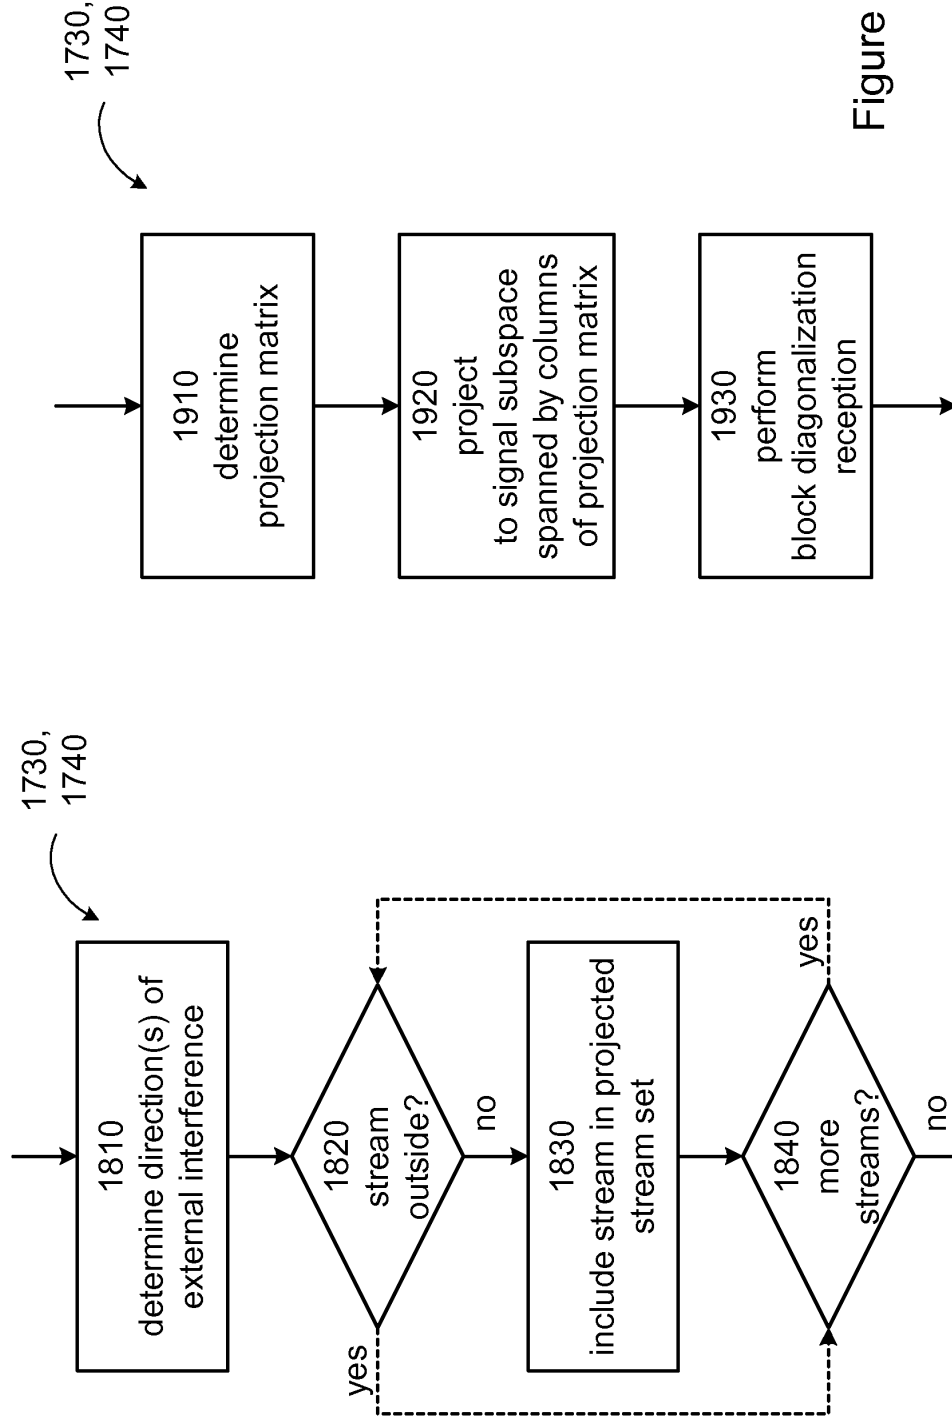 1730,
1740
1810
determine direction(s) of
external interference
1820
stream
outside?
yes
no
1830
include stream in projected
stream set
1840
more
streams?
yes
no
1730,
1740
1910
determine
projection matrix
1920
project
to signal subspace
spanned by columns
of projection matrix
1930
perform
block diagonalization
reception
Figure